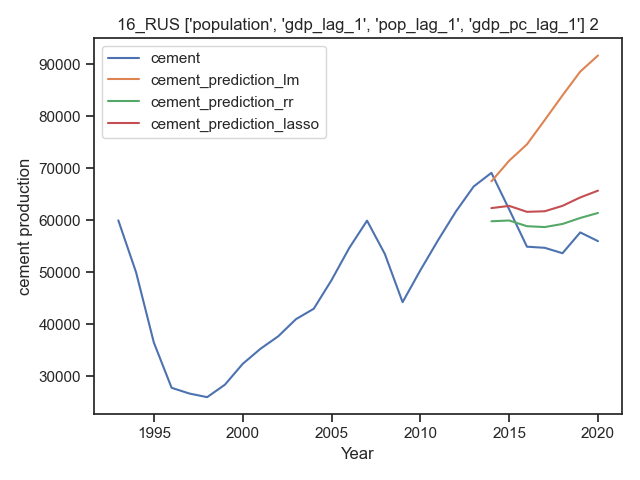 16_RUS ['population', 'gdp_lag_1', 'pop_lag_1', 'gdp_pc_lag_1'] 2
cement
cement_prediction_lm
cement_prediction_rr
cement_prediction_lasso
cement production
90000
80000
70000
60000
50000
40000
30000
1995
2000
2005
2010
2015
2020
Year